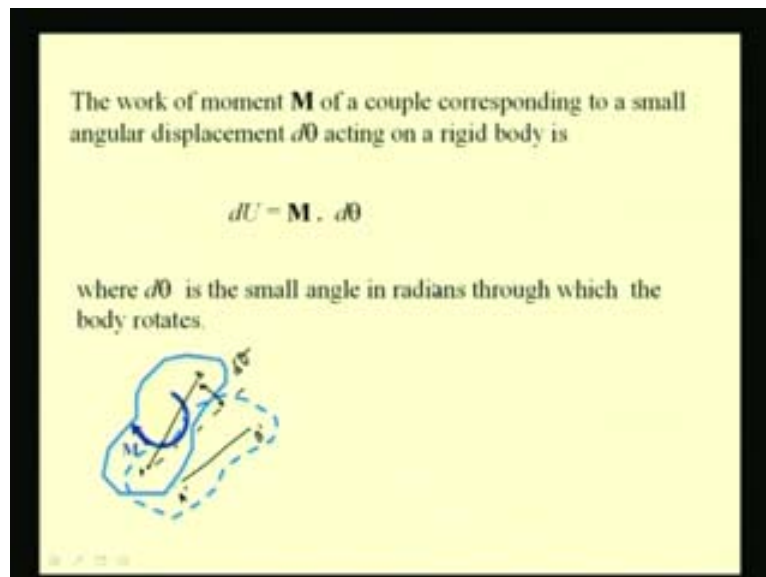 The work of moment M of a couple corresponding to a small
angular displacement dθ acting on a rigid body is
dU = M . dθ
where dθ is the small angle in radians through which the
body rotates.
M
A'
B'